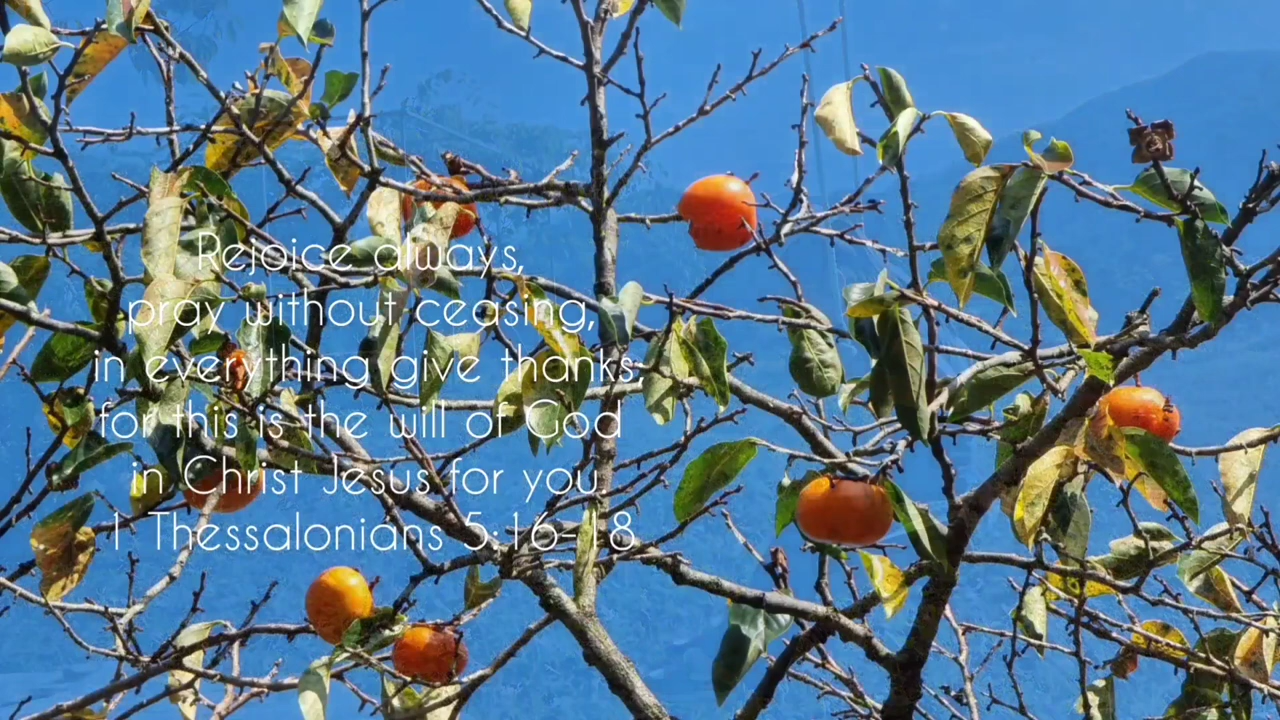 Rejoice always,
pray without ceasing,
in everything give thanks;
for this is the will of God
in Christ Jesus for you
1 Thessalonians 5:16-18